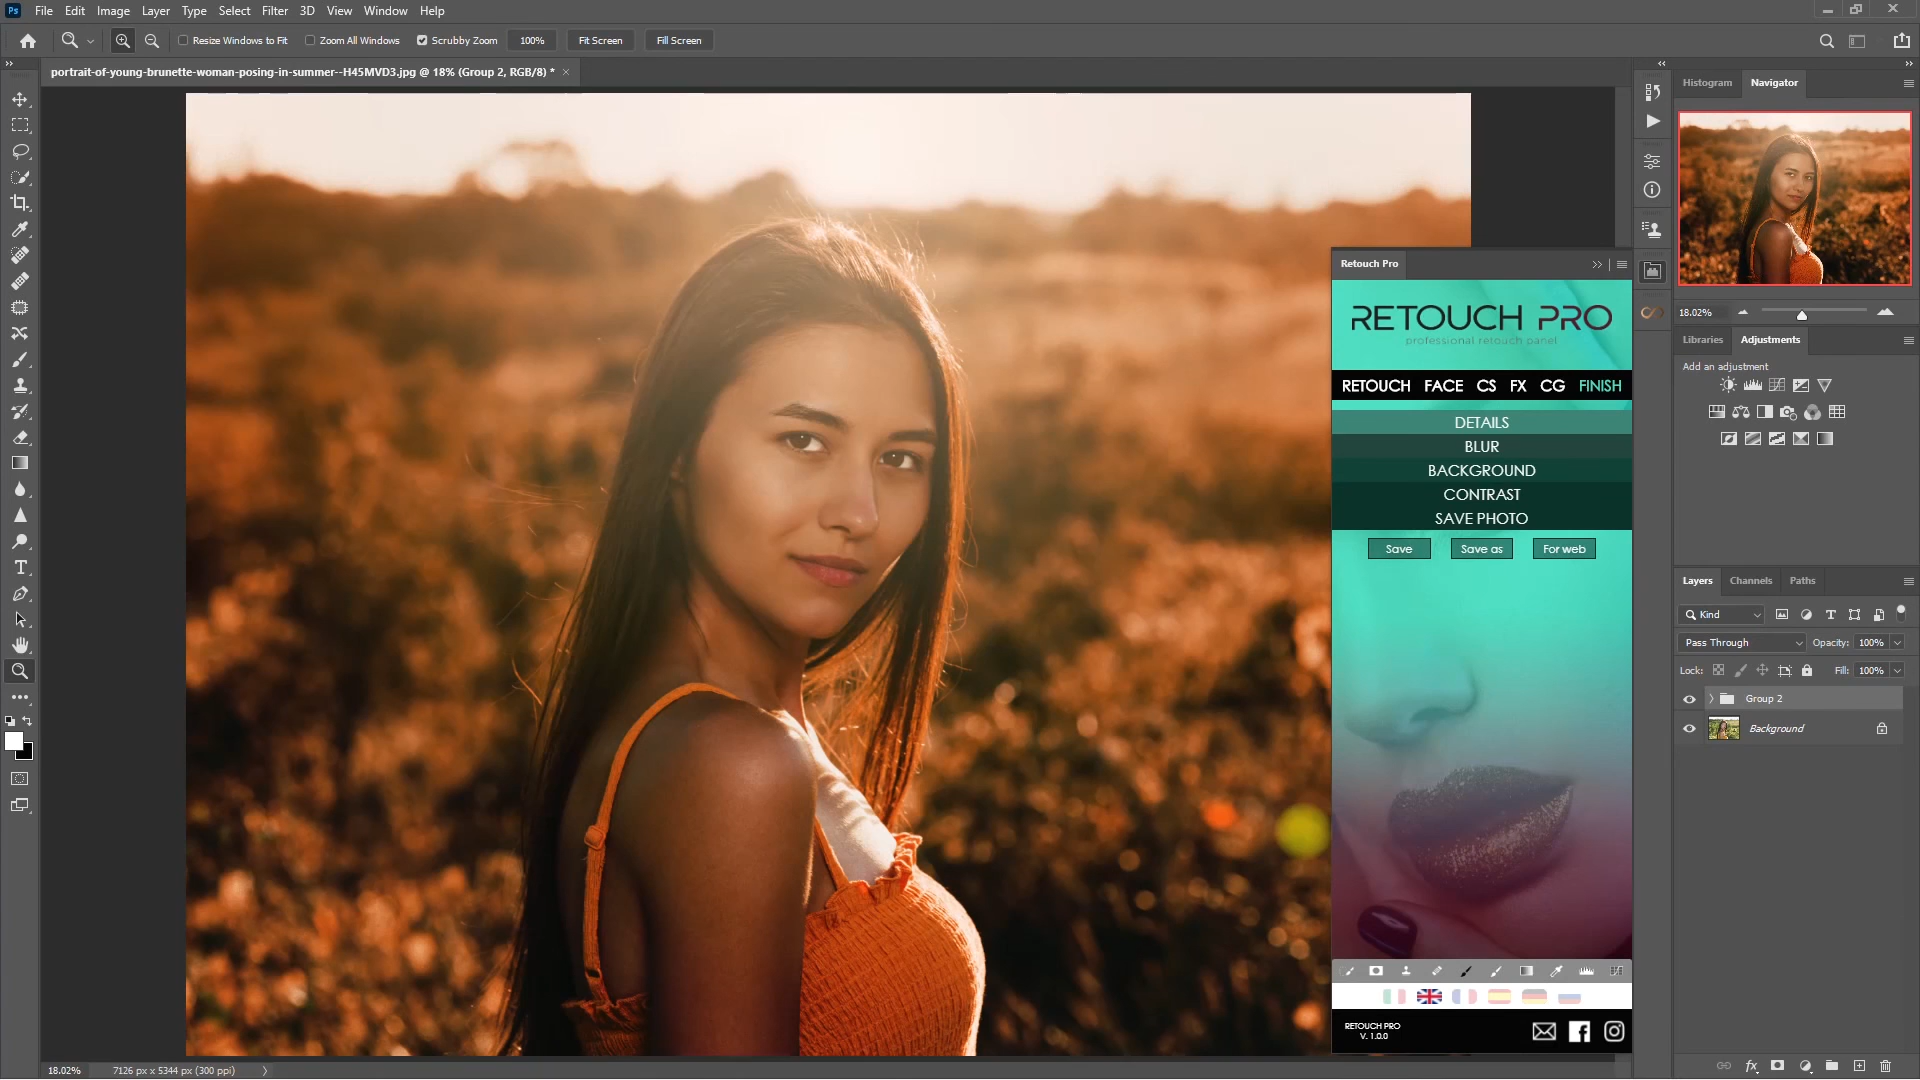 Ps File Edit Image Layer Type Select Filter 3D View Window Help
Resize Windows to Fit Zoom All Windows Scrubby Zoom 100% Fit Screen Fill Screen
portrait-of-young-brunette-woman-posing-in-summer--H45MVD3.jpg @ 18% (Group 2, RGB/8) *
Histogram Navigator
18.02%
Libraries Adjustments
Add an adjustment
Retouch Pro
RETOUCH PRO
professional retouch panel
RETOUCH FACE CS FX CG FINISH
DETAILS
BLUR
BACKGROUND
CONTRAST
SAVE PHOTO
Save Save as For web
RETOUCH PRO
V. 1.0.0
Layers Channels Paths
Kind
Pass Through Opacity: 100%
Lock: Fill: 100%
Group 2
Background
18.02% 7126 px x 5344 px (300 ppi)